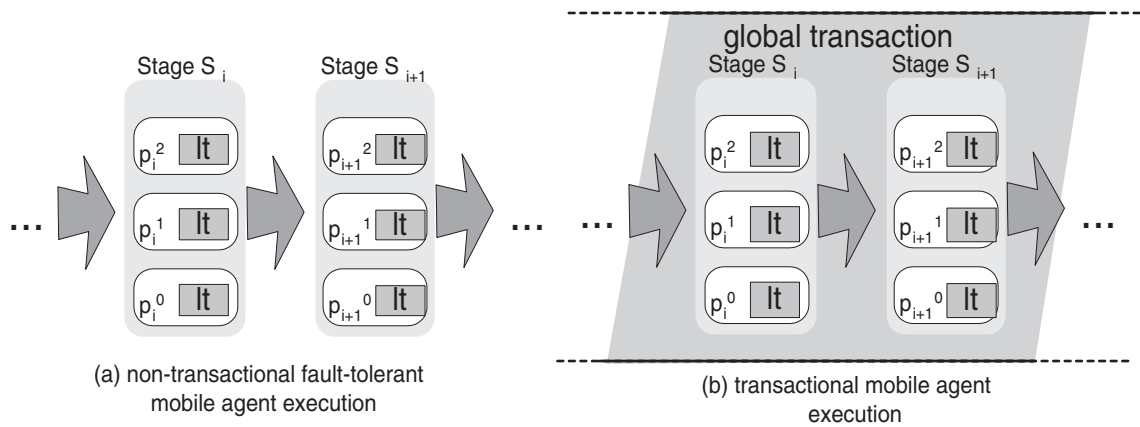 Stage S i
Stage S i+1
p i 2 It
p i+1 2 It
p i 1 It
p i+1 1 It
p i 0 It
p i+1 0 It
...
...
(a) non-transactional fault-tolerant
mobile agent execution
global transaction
Stage S i
Stage S i+1
p i 2 It
p i+1 2 It
p i 1 It
p i+1 1 It
p i 0 It
p i+1 0 It
...
...
(b) transactional mobile agent
execution